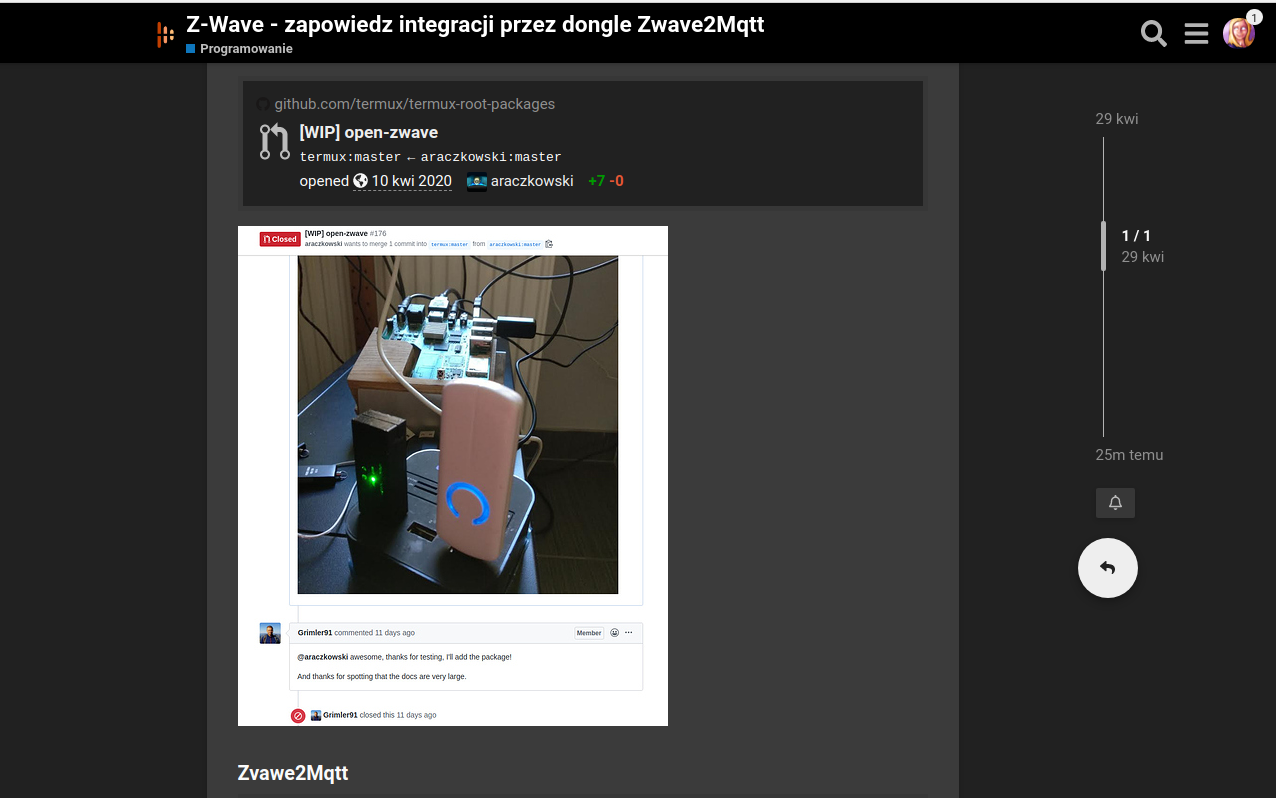 Z-Wave - zapowiedz integracji przez dongle Zwave2Mqtt
Programowanie
1
github.com/termux/termux-root-packages
[WIP] open-zwave
termux:master ← araczkowski:master
opened 10 kwi 2020 araczkowski +7 -0
Closed
[WIP] open-zwave #176
araczkowski wants to merge 1 commit into termux:master from araczkowski:master
Grimler91 commented 11 days ago
Member
@araczkowski awesome, thanks for testing, I'll add the package!
And thanks for spotting that the docs are very large.
Grimler91 closed this 11 days ago
Zvawe2Mqtt
29 kwi
1 / 1
29 kwi
25m temu